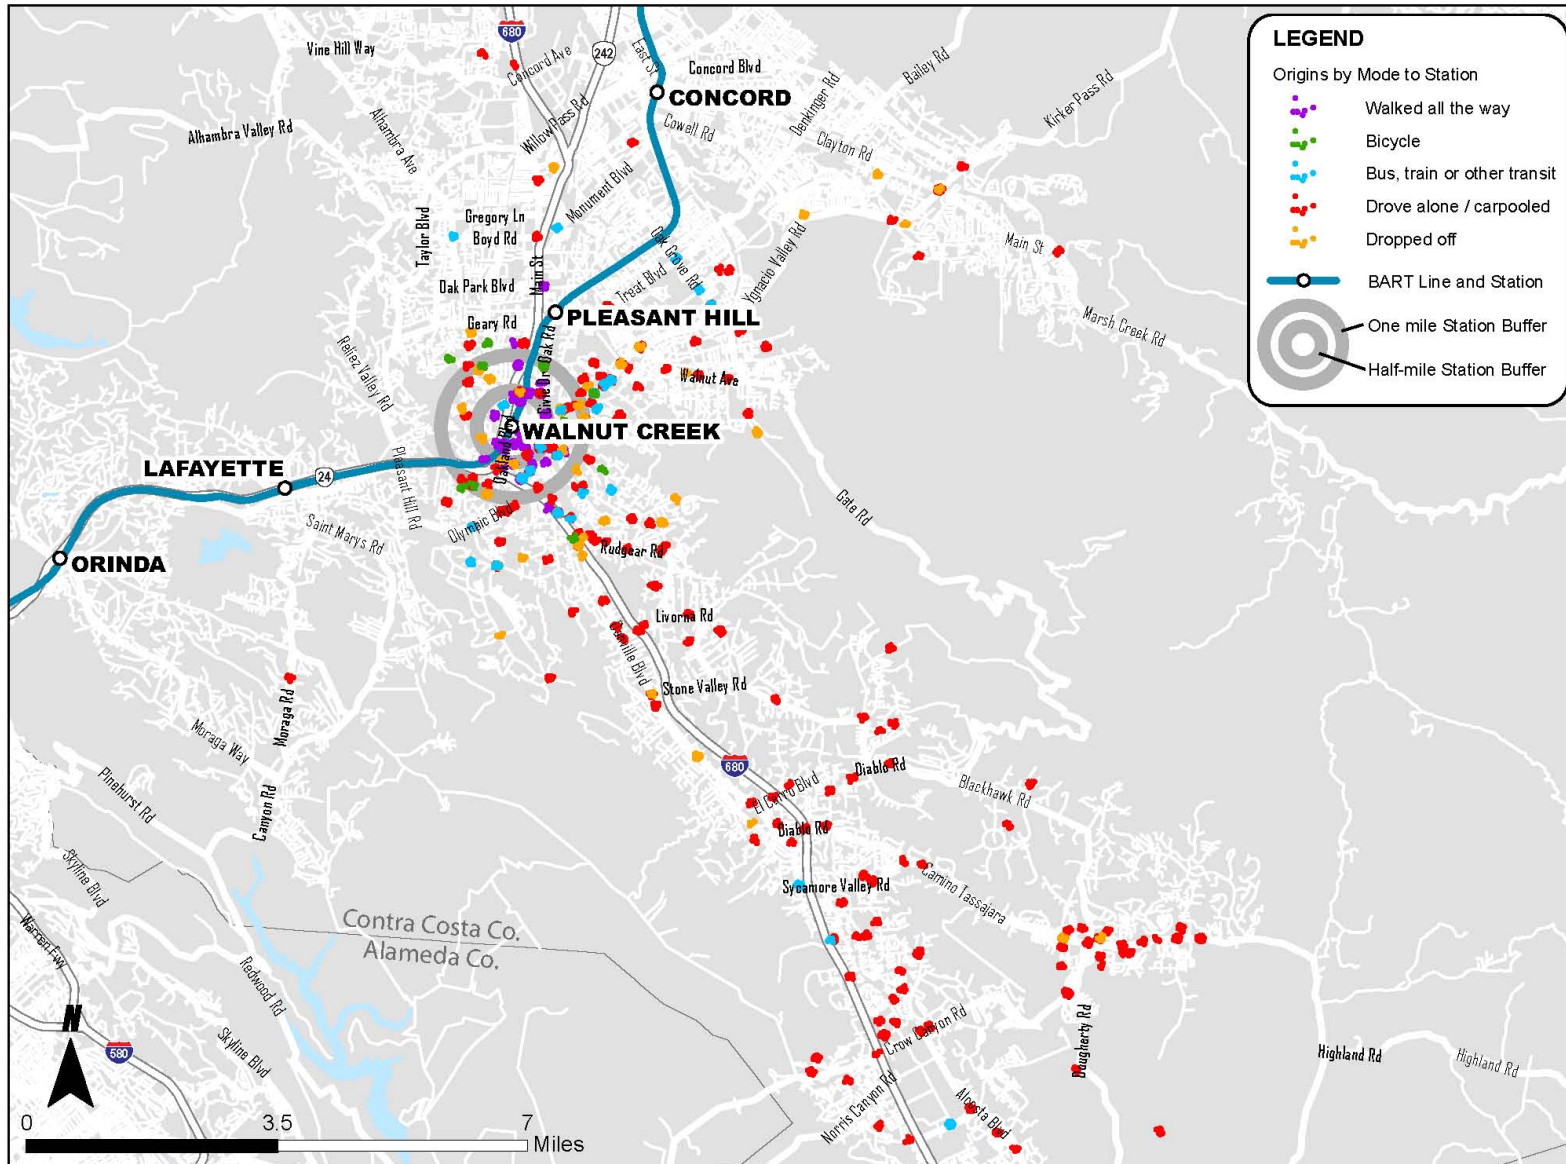 680
242
Vine Hill Way
Concord Ave
East St
Concord Blvd
CONCORD
Bailey Rd
Kirker Pass Rd
Denkinger Rd
Alhambra Valley Rd
Alhambra Ave
Willow Pass Rd
Cowell Rd
Clayton Rd
Monument Blvd
Taylor Blvd
Gregory Ln
Boyd Rd
Main St
Oak Grove Rd
Ygnacio Valley Rd
Main St
Oak Park Blvd
Treat Blvd
PLEASANT HILL
Geary Rd
Marsh Creek Rd
Reliez Valley Rd
Civic Dr
Oak Rd
Walnut Ave
WALNUT CREEK
Oakland Blvd
LAFAYETTE
24
Pleasant Hill Rd
Gate Rd
Saint Marys Rd
Olympic Blvd
ORINDA
Rudgear Rd
Livorna Rd
Danville Blvd
Stone Valley Rd
Moraga Rd
Moraga Way
680
Diablo Rd
Pinehurst Rd
Canyon Rd
El Cerro Blvd
Blackhawk Rd
Diablo Rd
Skyline Blvd
Sycamore Valley Rd
Camino Tassajara
Contra Costa Co.
Alameda Co.
Warren Fwy
Redwood Rd
Crow Canyon Rd
Dougherty Rd
Highland Rd
Highland Rd
Skyline Blvd
580
Norris Canyon Rd
Alcosta Blvd
N
0
3.5
7
Miles
LEGEND
Origins by Mode to Station
Walked all the way
Bicycle
Bus, train or other transit
Drove alone / carpooled
Dropped off
BART Line and Station
One mile Station Buffer
Half-mile Station Buffer